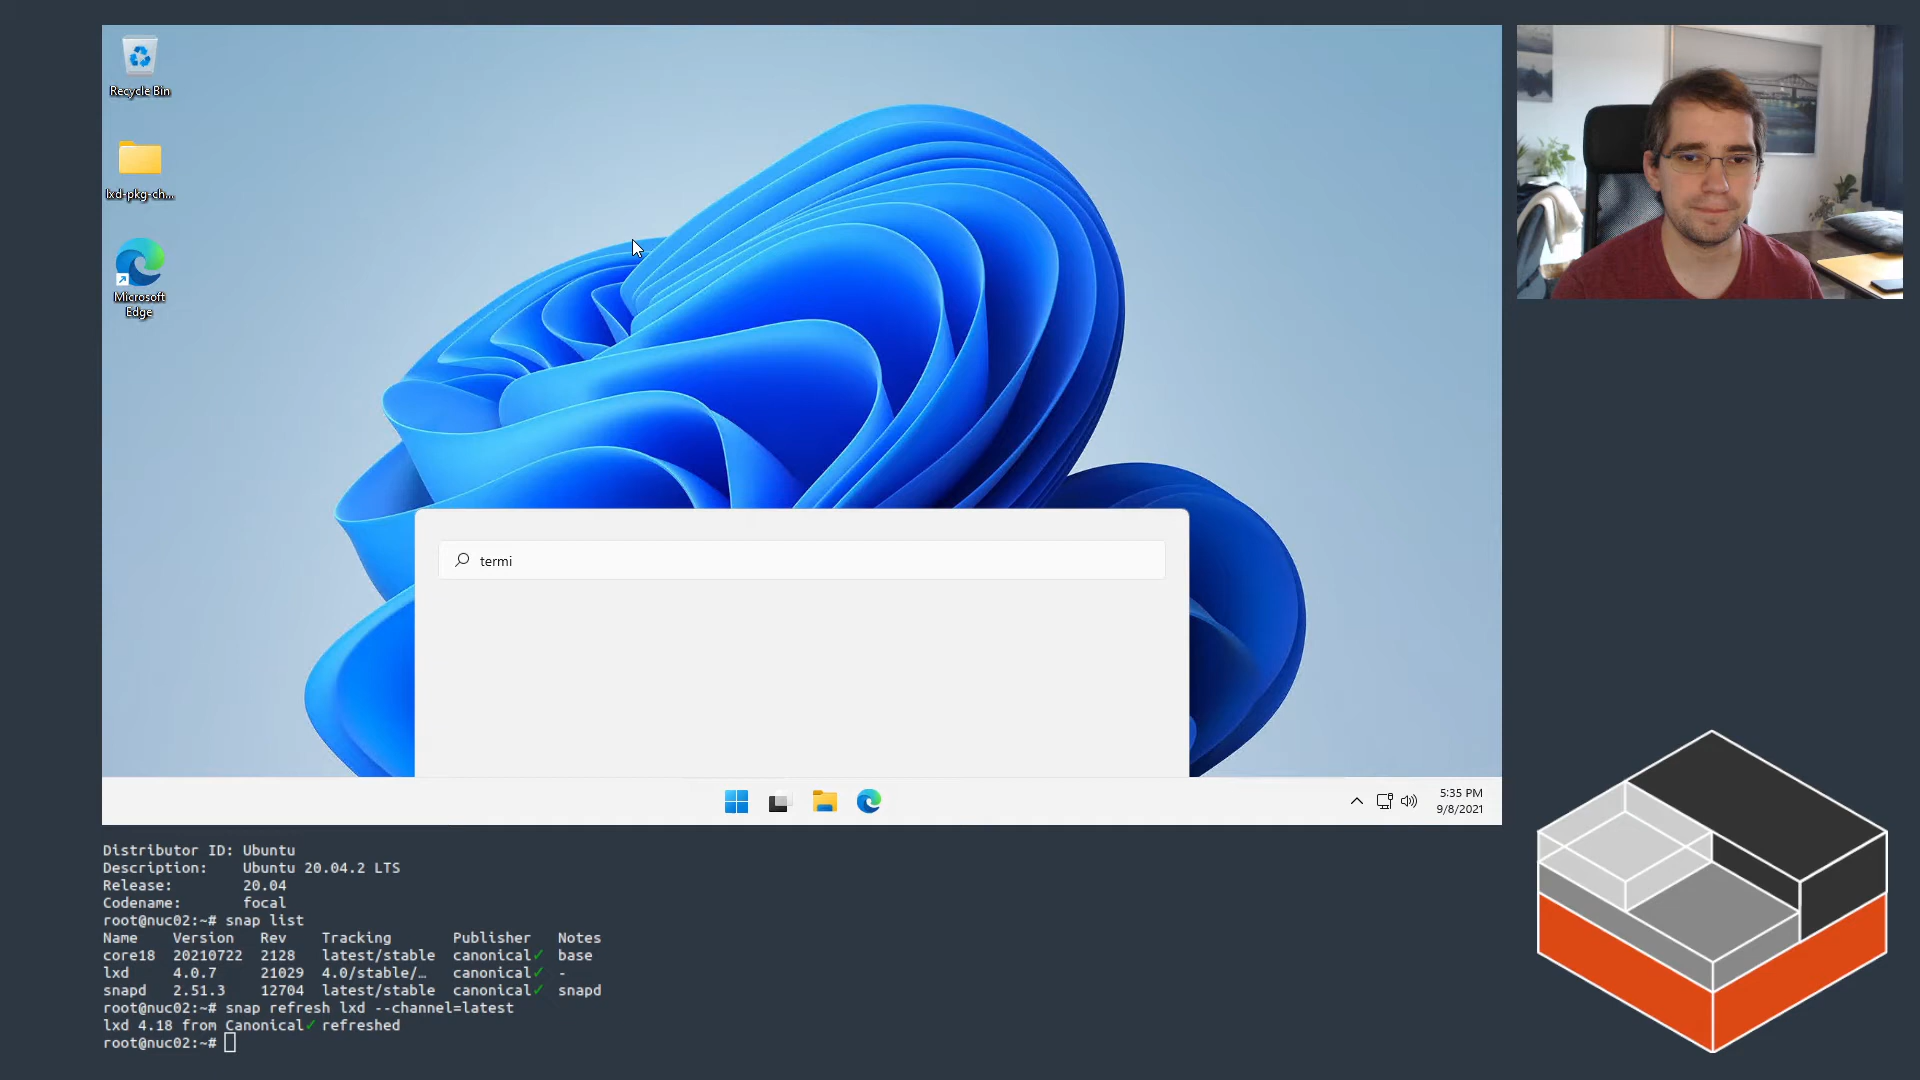 Recycle Bin
lxd-pkg-ch...
Microsoft
Edge
termi
5:35 PM
9/8/2021
Distributor ID: Ubuntu
Description:    Ubuntu 20.04.2 LTS
Release:        20.04
Codename:       focal
root@nuc02:~# snap list
Name    Version   Rev    Tracking       Publisher   Notes
core18  20210722  2128   latest/stable  canonical✓  base
lxd     4.0.7     21029  4.0/stable/…   canonical✓  -
snapd   2.51.3    12704  latest/stable  canonical✓  snapd
root@nuc02:~# snap refresh lxd --channel=latest
lxd 4.18 from Canonical✓ refreshed
root@nuc02:~#